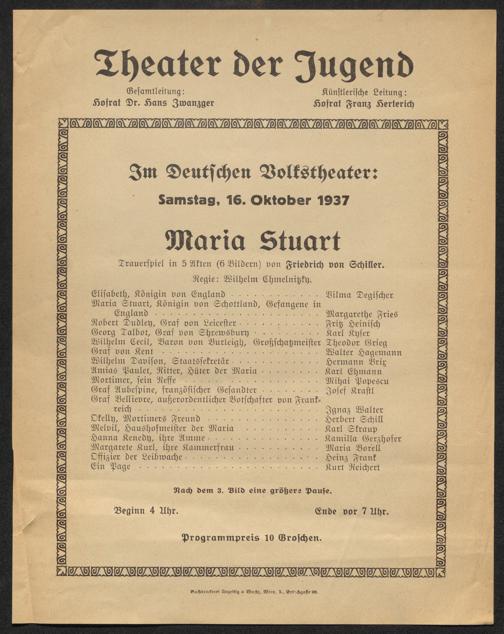 Theater der Jugend
Gesamtleitung:
Hofrat Dr. Hans Zwanzger
Künstlerische Leitung:
Hofrat Franz Herterich
Im Deutschen Volkstheater:
Samstag, 16. Oktober 1937
Maria Stuart
Trauerspiel in 5 Akten (6 Bildern) von Friedrich von Schiller.
Regie: Wilhelm Chmelnitzky.
Elisabeth, Königin von England Vilma Degischer
Maria Stuart, Königin von Schottland, Gefangene in
England Margarethe Fries
Robert Dudley, Graf von Leicester Fritz Heinisch
Georg Talbot, Graf von Shrewsbury Karl Kyser
Wilhelm Cecil, Baron von Burleigh, Großschatzmeister Theodor Grieg
Graf von Kent Walter Hagemann
Wilhelm Davison, Staatssekretär Hermann Brix
Amias Paulet, Ritter, Hüter der Maria Karl Ehmann
Mortimer, sein Neffe Mihai Popescu
Graf Aubespine, französischer Gesandter Josef Krastl
Graf Bellievre, außerordentlicher Botschafter von Frank-
reich Ignaz Walter
Okelly, Mortimers Freund Herbert Schill
Melvil, Haushofmeister der Maria Karl Skraup
Hanna Kenedy, ihre Amme Kamilla Gerzhofer
Margarete Kurl, ihre Kammerfrau Maria Borell
Offizier der Leibwache Heinz Frank
Ein Page Kurt Reichert
Nach dem 3. Bild eine größere Pause.
Beginn 4 Uhr.
Ende vor 7 Uhr.
Programmpreis 10 Groschen.
Buchdruckerei Wien,